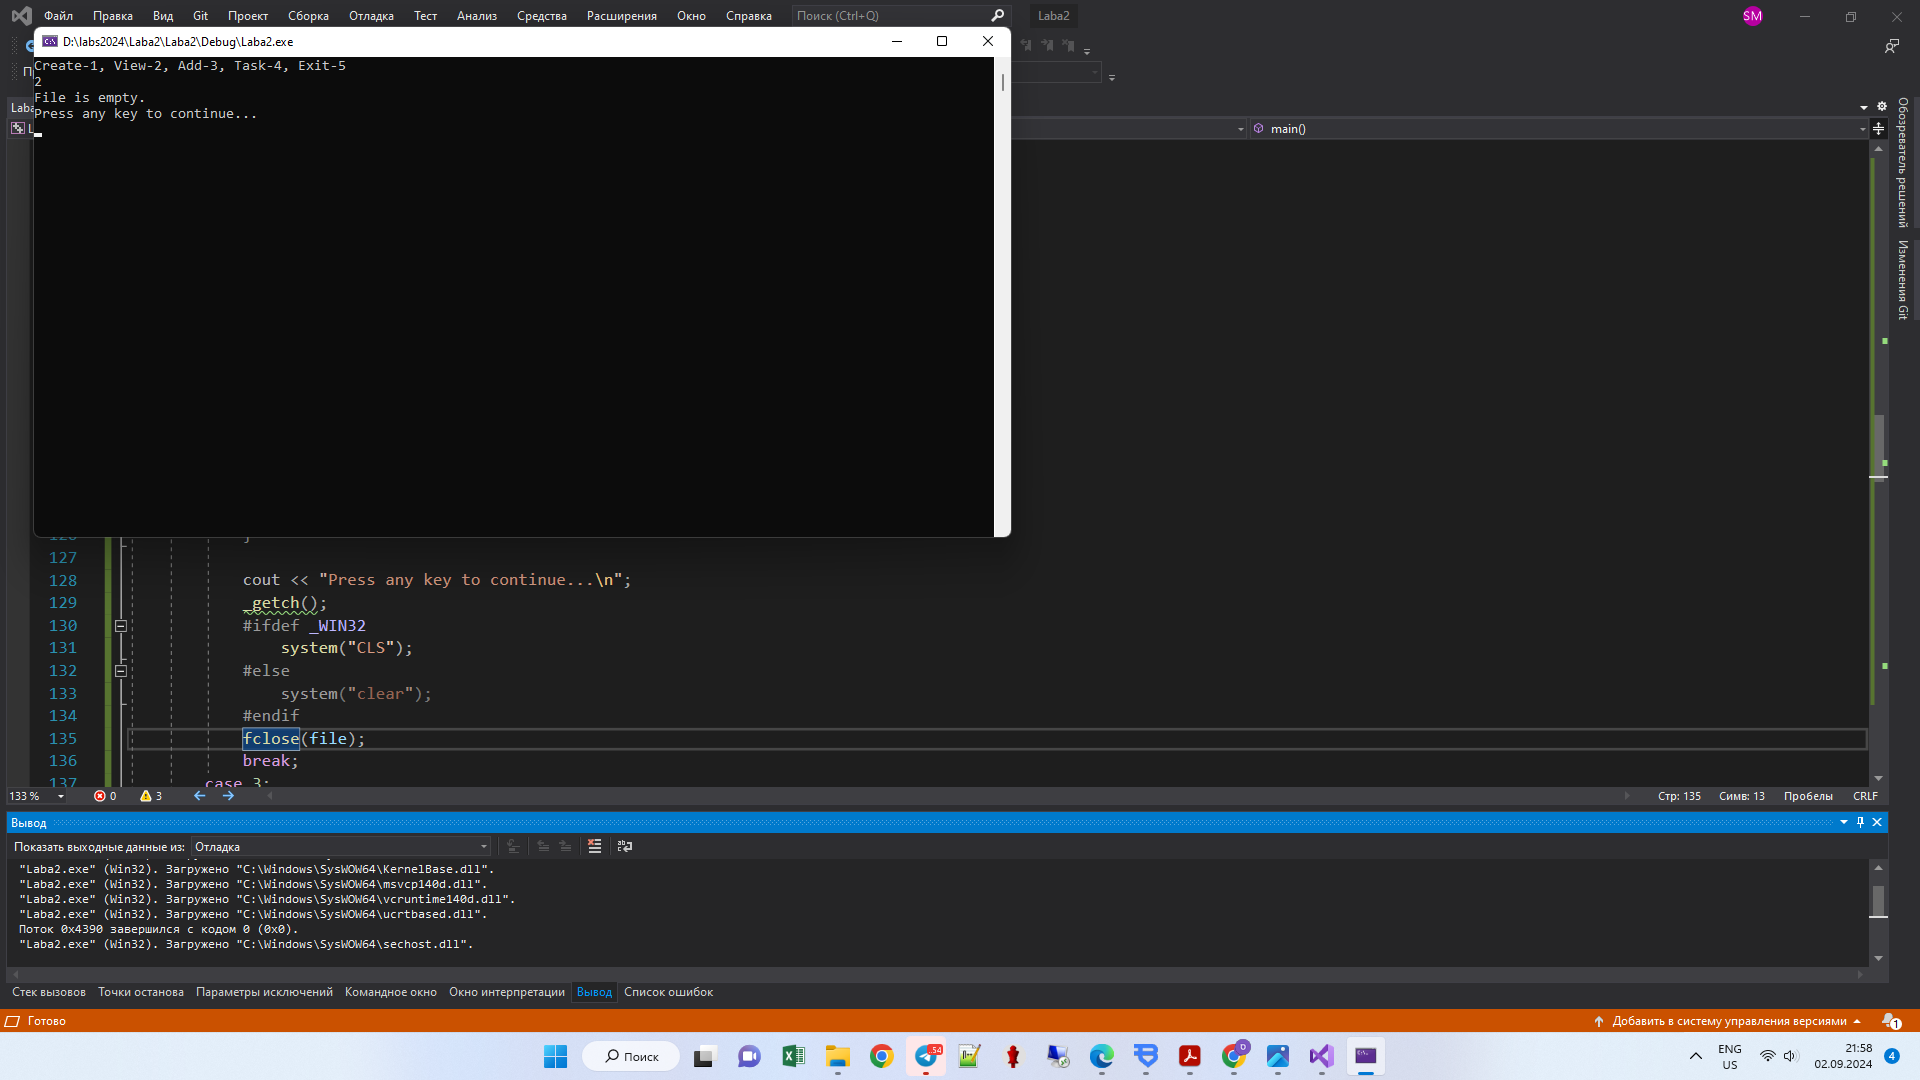 Файл Правка Вид Git Проект Сборка Отладка Тест Анализ Средства Расширения Окно Справка Поиск (Ctrl+Q) Laba2 SM
D:\labs2024\Laba2\Laba2\Debug\Laba2.exe
Create-1, View-2, Add-3, Task-4, Exit-5
2
File is empty.
Press any key to continue...
main()
Обозреватель решений
Изменения Git
127
128 cout << "Press any key to continue...\n";
129 _getch();
130 #ifdef _WIN32
131 system("CLS");
132 #else
133 system("clear");
134 #endif
135 fclose(file);
136 break;
137 case 3:
133 % 0 3 Стр: 135 Симв: 13 Пробелы CRLF
Вывод
Показать выходные данные из: Отладка
"Laba2.exe" (Win32). Загружено "C:\Windows\SysWOW64\KernelBase.dll".
"Laba2.exe" (Win32). Загружено "C:\Windows\SysWOW64\msvcp140d.dll".
"Laba2.exe" (Win32). Загружено "C:\Windows\SysWOW64\vcruntime140d.dll".
"Laba2.exe" (Win32). Загружено "C:\Windows\SysWOW64\ucrtbased.dll".
Поток 0x4390 завершился с кодом 0 (0x0).
"Laba2.exe" (Win32). Загружено "C:\Windows\SysWOW64\sechost.dll".
Стек вызовов Точки останова Параметры исключений Командное окно Окно интерпретации Вывод Список ошибок
Готово Добавить в систему управления версиями 1
Поиск 54 ENG US 21:58 02.09.2024 4